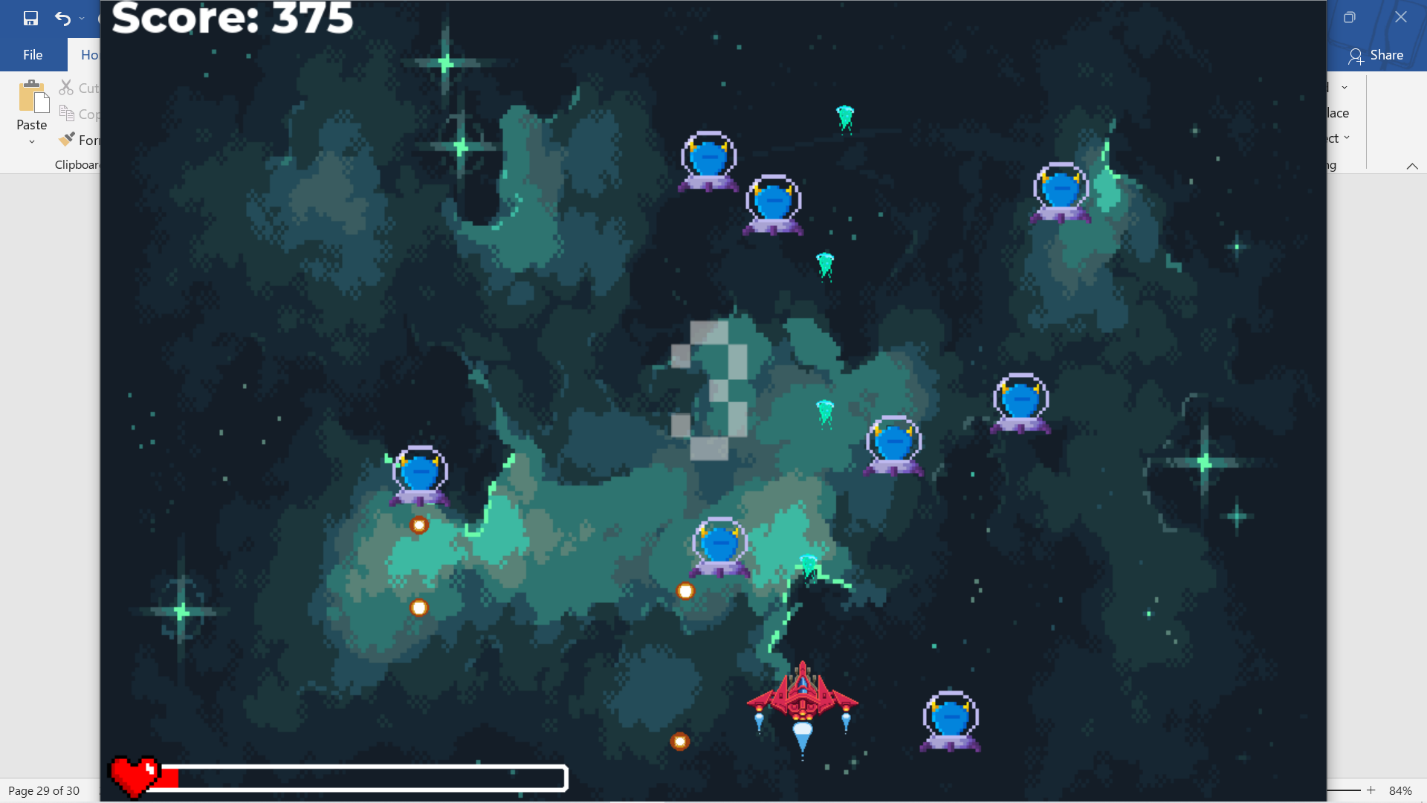 Score: 375
File
Share
Paste
Clipboard
3
Page 29 of 30
84%